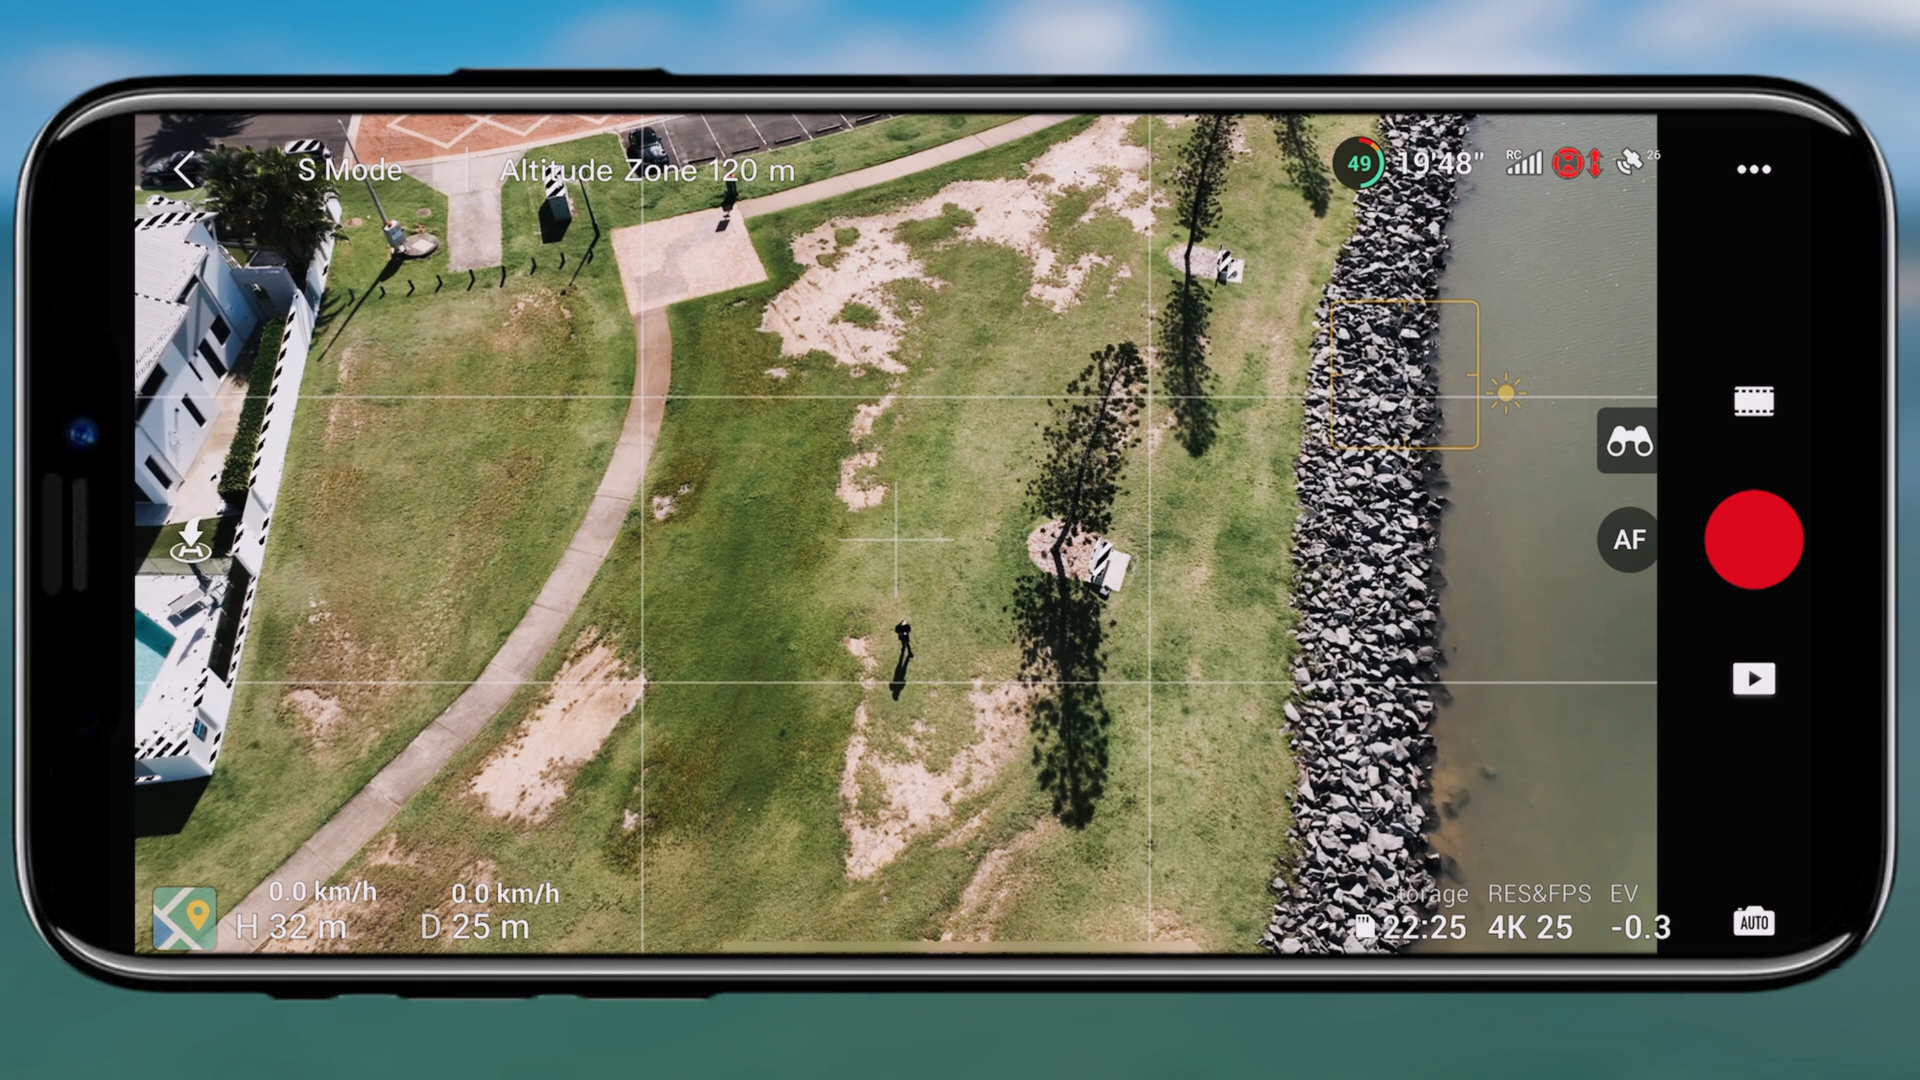 S Mode
Altitude Zone 120 m
49
19'48"
RC
26
AF
0.0 km/h
0.0 km/h
H 32 m
D 25 m
Storage
RES&FPS
EV
22:25
4K 25
-0.3
AUTO